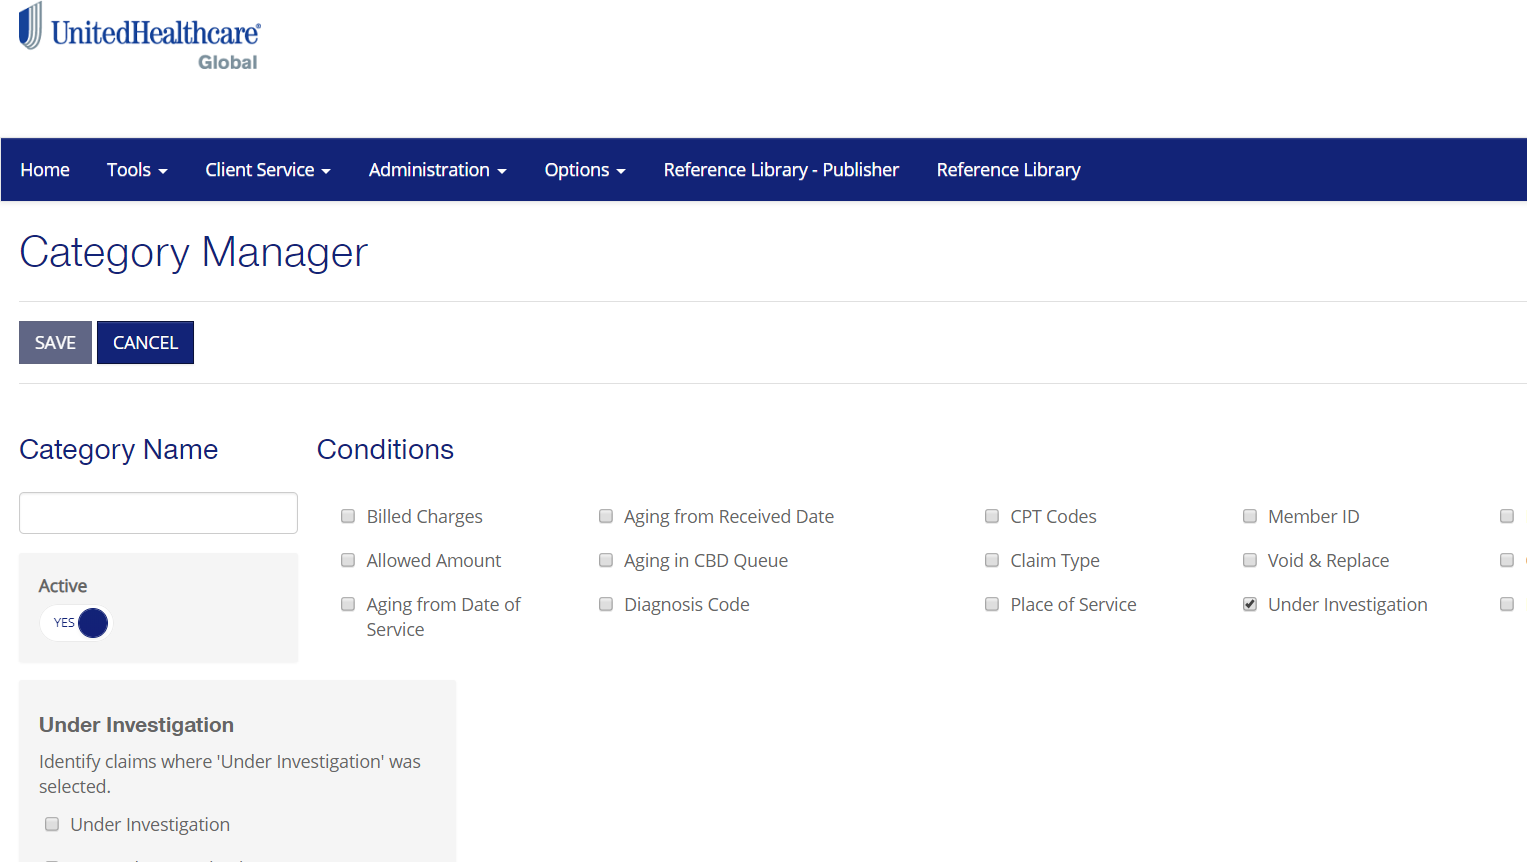 UnitedHealthcare®
Global
Home Tools Client Service Administration Options Reference Library - Publisher Reference Library
Category Manager
SAVE CANCEL
Category Name Conditions
Billed Charges Aging from Received Date CPT Codes Member ID
Allowed Amount Aging in CBD Queue Claim Type Void & Replace
Aging from Date of Diagnosis Code Place of Service Under Investigation
Service
Active
YES
Under Investigation
Identify claims where 'Under Investigation' was
selected.
Under Investigation